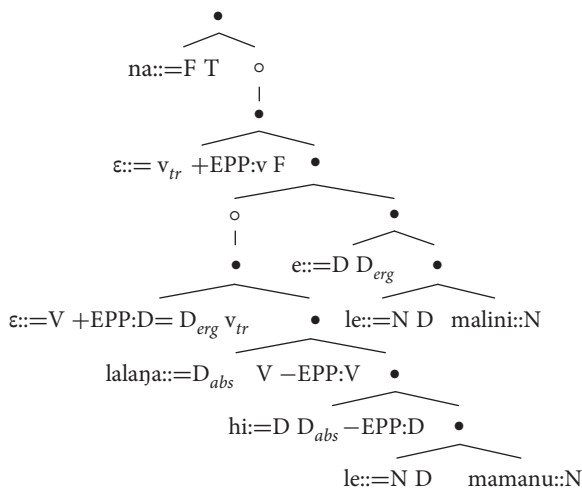 na::=F T
ε::= v_tr +EPP:v F
e::=D D_erg
ε::=V +EPP:D= D_erg v_tr le::=N D malini::N
lalaŋa::=D_abs V −EPP:V
hi:=D D_abs −EPP:D
le::=N D mamanu::N